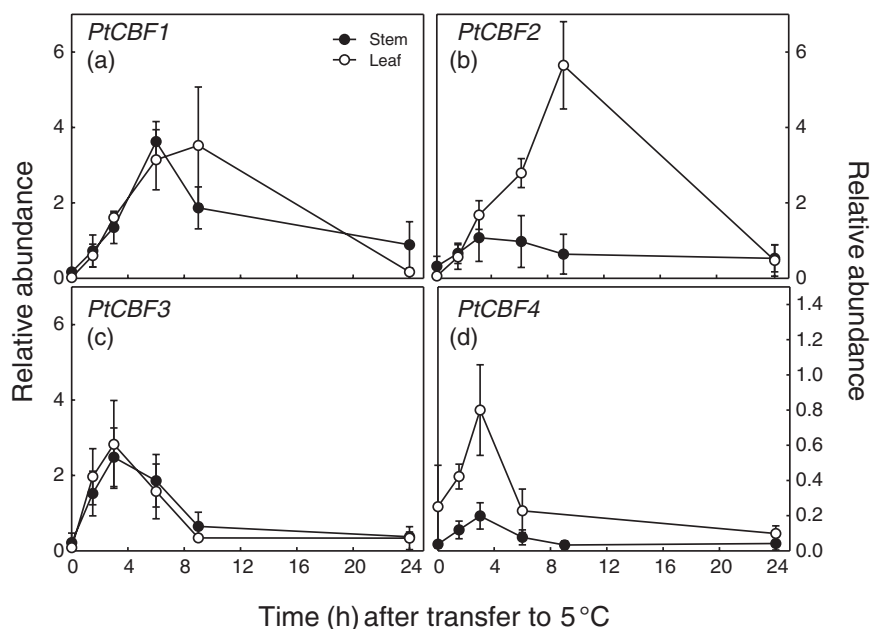 PtCBF1
(a)
Stem
Leaf
PtCBF2
(b)
6
4
2
0
6
4
2
0
PtCBF3
(c)
PtCBF4
(d)
6
4
2
0
1.4
1.2
1.0
0.8
0.6
0.4
0.2
0.0
0 4 8 12 16 20 24
0 4 8 12 16 20 24
Relative abundance
Relative abundance
Time (h) after transfer to 5 °C